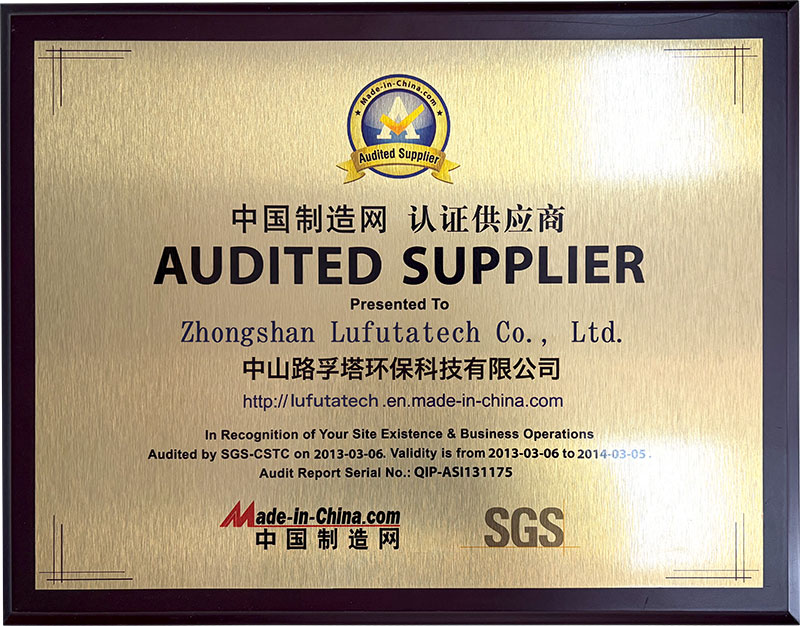 Made-in-China.com
A
Audited Supplier
中国制造网 认证供应商
AUDITED SUPPLIER
Presented To
Zhongshan Lufutatech Co., Ltd.
中山路孚塔环保科技有限公司
http://lufutatech.en.made-in-china.com
In Recognition of Your Site Existence & Business Operations
Audited by SGS-CSTC on 2013-03-06. Validity is from 2013-03-06 to 2014-03-05.
Audit Report Serial No.: QIP-ASI131175
Made-in-China.com
中国制造网
SGS